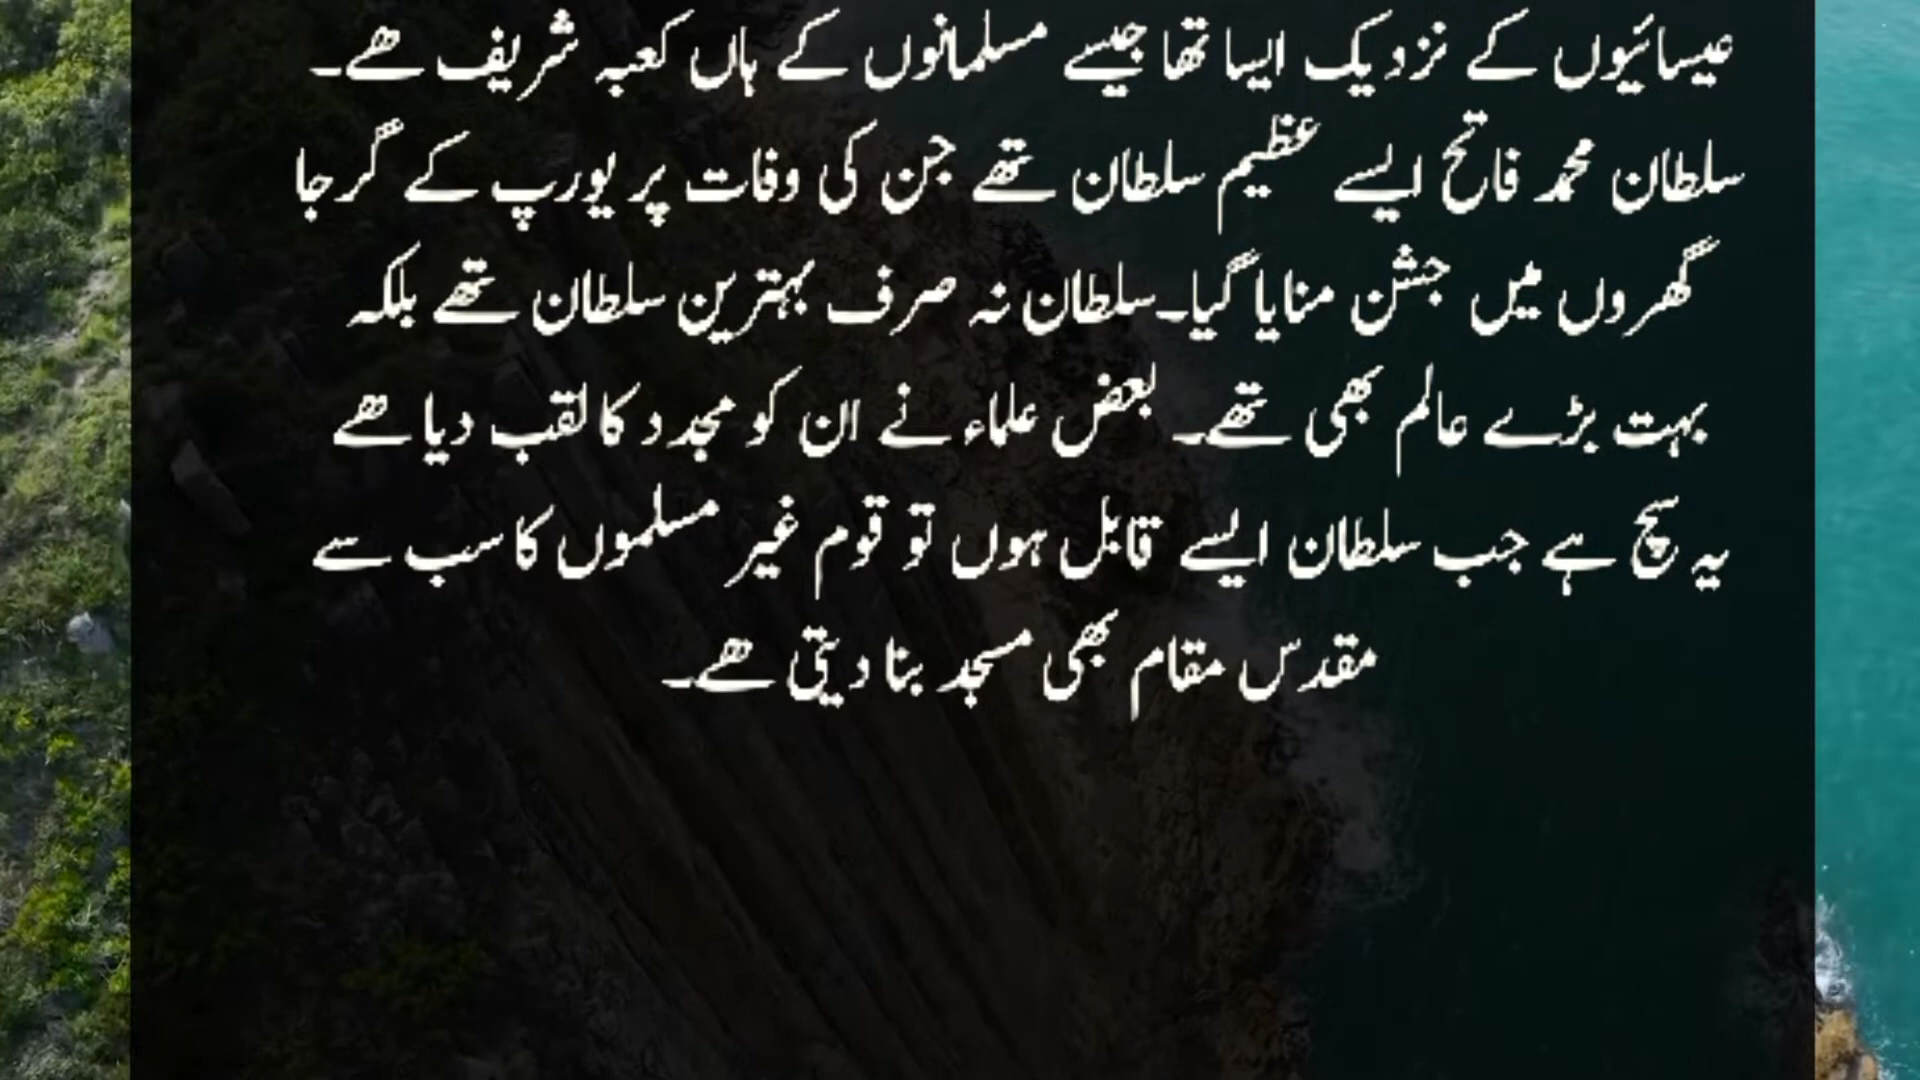 عیسائیوں کے نزدیک ایسا تھا جیسے مسلمانوں کے ہاں کعبہ شریف ھے۔
سلطان محمد فاتح ایسے عظیم سلطان تھے جن کی وفات پر یورپ کے گرجا
گھروں میں جشن منایا گیا۔سلطان نہ صرف بہترین سلطان تھے بلکہ
بہت بڑے عالم بھی تھے۔ بعض علماء نے ان کو مجدد کا لقب دیا ھے
یہ سچ ہے جب سلطان ایسے قابل ہوں تو قوم غیر مسلموں کا سب سے
مقدس مقام بھی مسجد بنا دیتی ھے۔